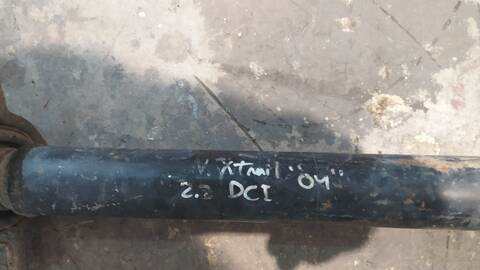 N. Xtrail "04"
2.2 DCI